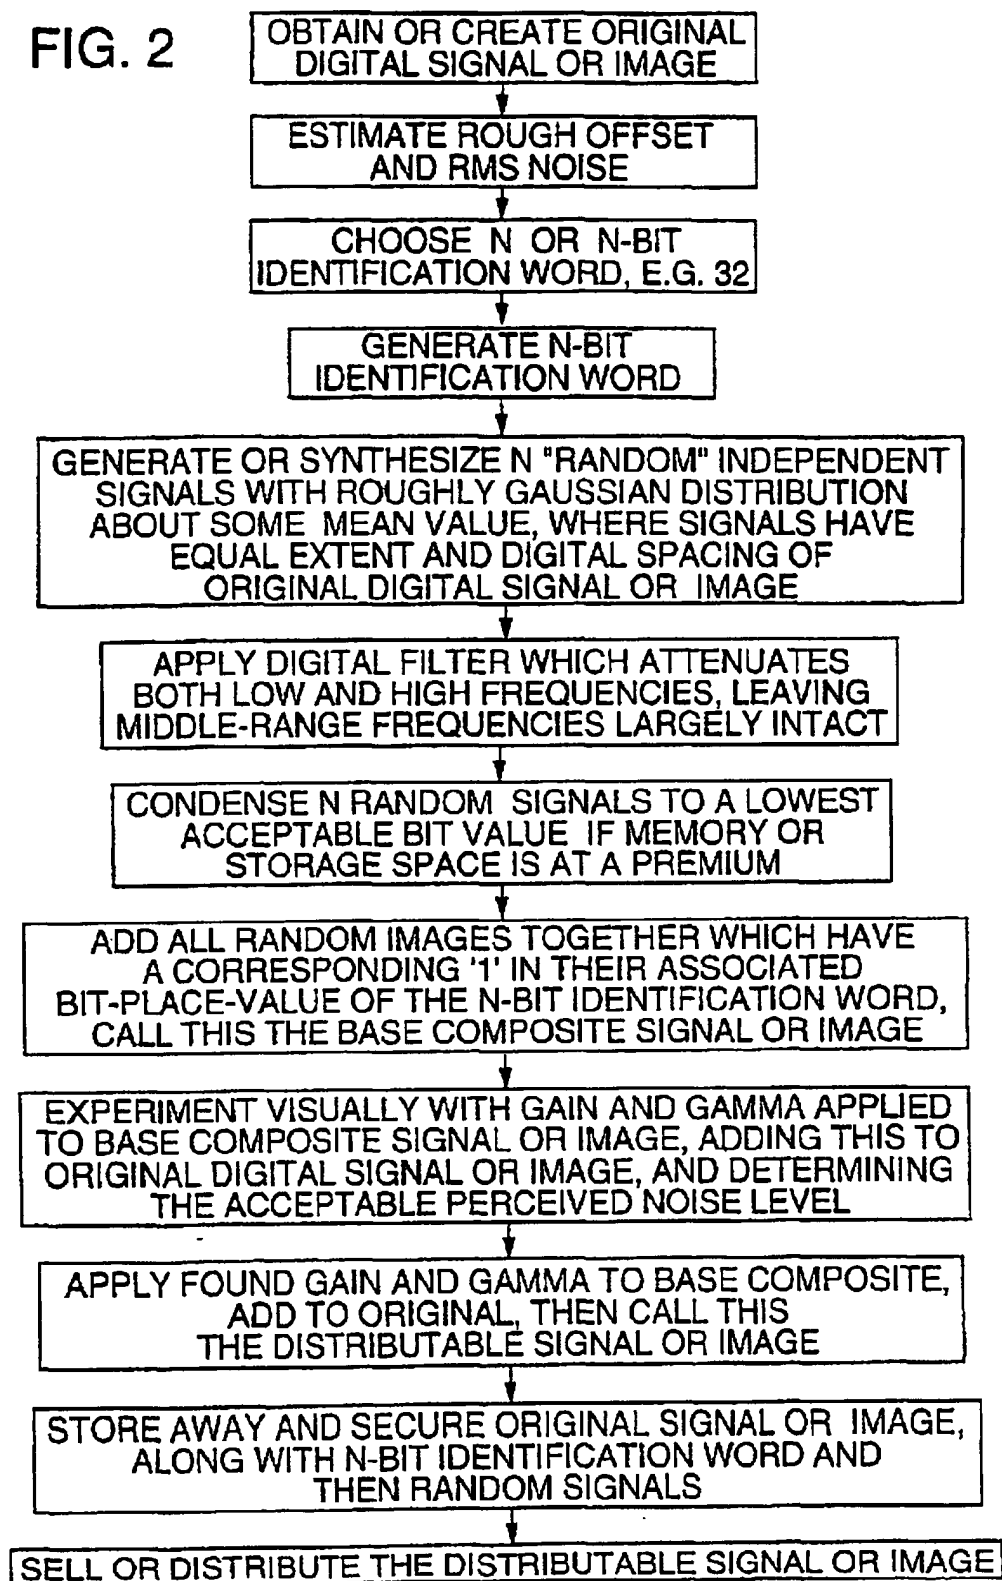 FIG. 2
OBTAIN OR CREATE ORIGINAL
DIGITAL SIGNAL OR IMAGE
ESTIMATE ROUGH OFFSET
AND RMS NOISE
CHOOSE N OR N-BIT
IDENTIFICATION WORD, E.G. 32
GENERATE N-BIT
IDENTIFICATION WORD
GENERATE OR SYNTHESIZE N "RANDOM" INDEPENDENT
SIGNALS WITH ROUGHLY GAUSSIAN DISTRIBUTION
ABOUT SOME MEAN VALUE, WHERE SIGNALS HAVE
EQUAL EXTENT AND DIGITAL SPACING OF
ORIGINAL DIGITAL SIGNAL OR IMAGE
APPLY DIGITAL FILTER WHICH ATTENUATES
BOTH LOW AND HIGH FREQUENCIES, LEAVING
MIDDLE-RANGE FREQUENCIES LARGELY INTACT
CONDENSE N RANDOM SIGNALS TO A LOWEST
ACCEPTABLE BIT VALUE IF MEMORY OR
STORAGE SPACE IS AT A PREMIUM
ADD ALL RANDOM IMAGES TOGETHER WHICH HAVE
A CORRESPONDING '1' IN THEIR ASSOCIATED
BIT-PLACE-VALUE OF THE N-BIT IDENTIFICATION WORD,
CALL THIS THE BASE COMPOSITE SIGNAL OR IMAGE
EXPERIMENT VISUALLY WITH GAIN AND GAMMA APPLIED
TO BASE COMPOSITE SIGNAL OR IMAGE, ADDING THIS TO
ORIGINAL DIGITAL SIGNAL OR IMAGE, AND DETERMINING
THE ACCEPTABLE PERCEIVED NOISE LEVEL
APPLY FOUND GAIN AND GAMMA TO BASE COMPOSITE,
ADD TO ORIGINAL, THEN CALL THIS
THE DISTRIBUTABLE SIGNAL OR IMAGE
STORE AWAY AND SECURE ORIGINAL SIGNAL OR IMAGE,
ALONG WITH N-BIT IDENTIFICATION WORD AND
THEN RANDOM SIGNALS
SELL OR DISTRIBUTE THE DISTRIBUTABLE SIGNAL OR IMAGE